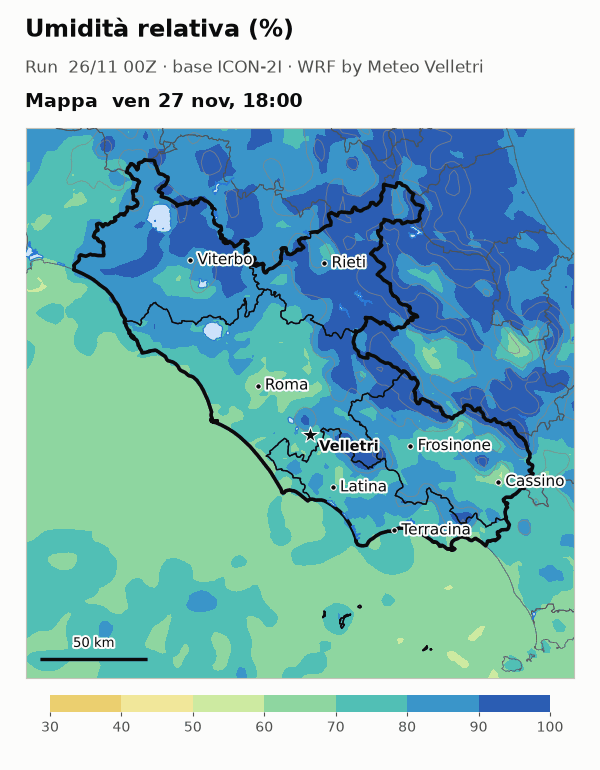 Umidità relativa (%)
Run  26/11 00Z · base ICON-2I · WRF by Meteo Velletri
Mappa  ven 27 nov, 18:00
Viterbo
Rieti
Roma
Velletri
Frosinone
Cassino
Latina
Terracina
50 km
30 40 50 60 70 80 90 100